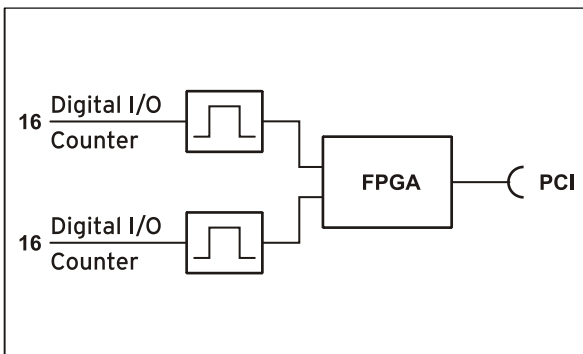 16 Digital I/O
Counter
FPGA
PCI
16 Digital I/O
Counter